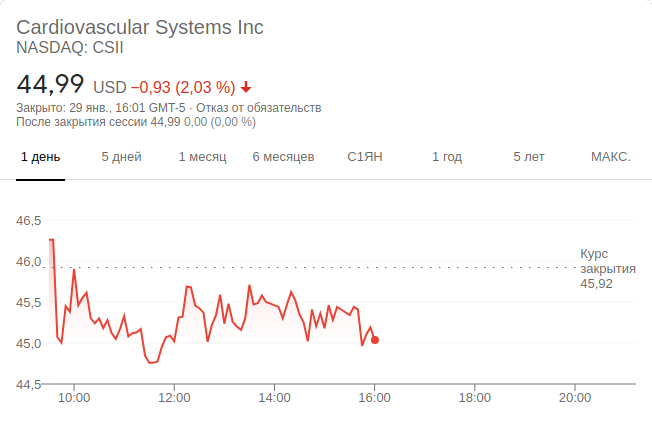 Cardiovascular Systems Inc
NASDAQ: CSII
44,99 USD −0,93 (2,03 %)
Закрыто: 29 янв., 16:01 GMT-5 · Отказ от обязательств
После закрытия сессии 44,99 0,00 (0,00 %)
1 день 5 дней 1 месяц 6 месяцев С1ЯН 1 год 5 лет МАКС.
46,5
46,0
45,5
45,0
44,5
Курс
закрытия
45,92
10:00 12:00 14:00 16:00 18:00 20:00